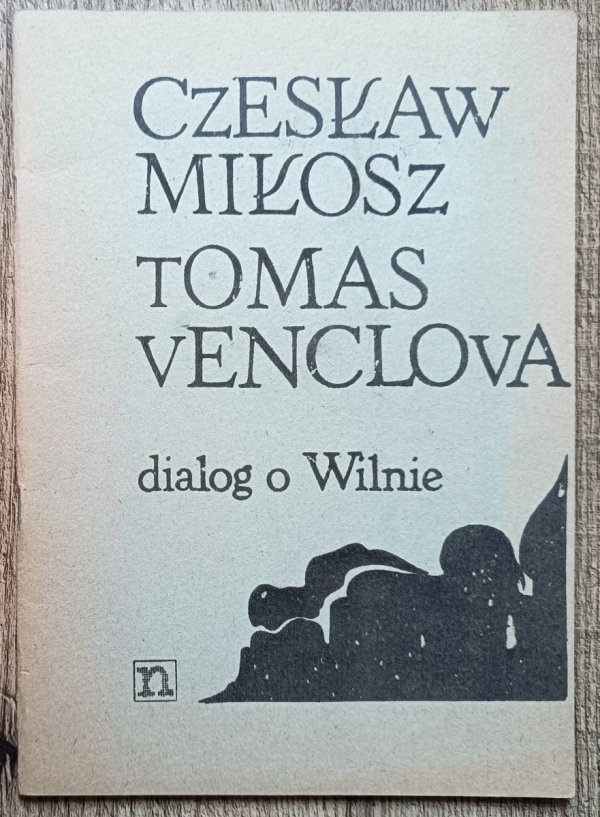 CZESŁAW
MIŁOSZ
TOMAS
VENCLOVA
dialog o Wilnie
n